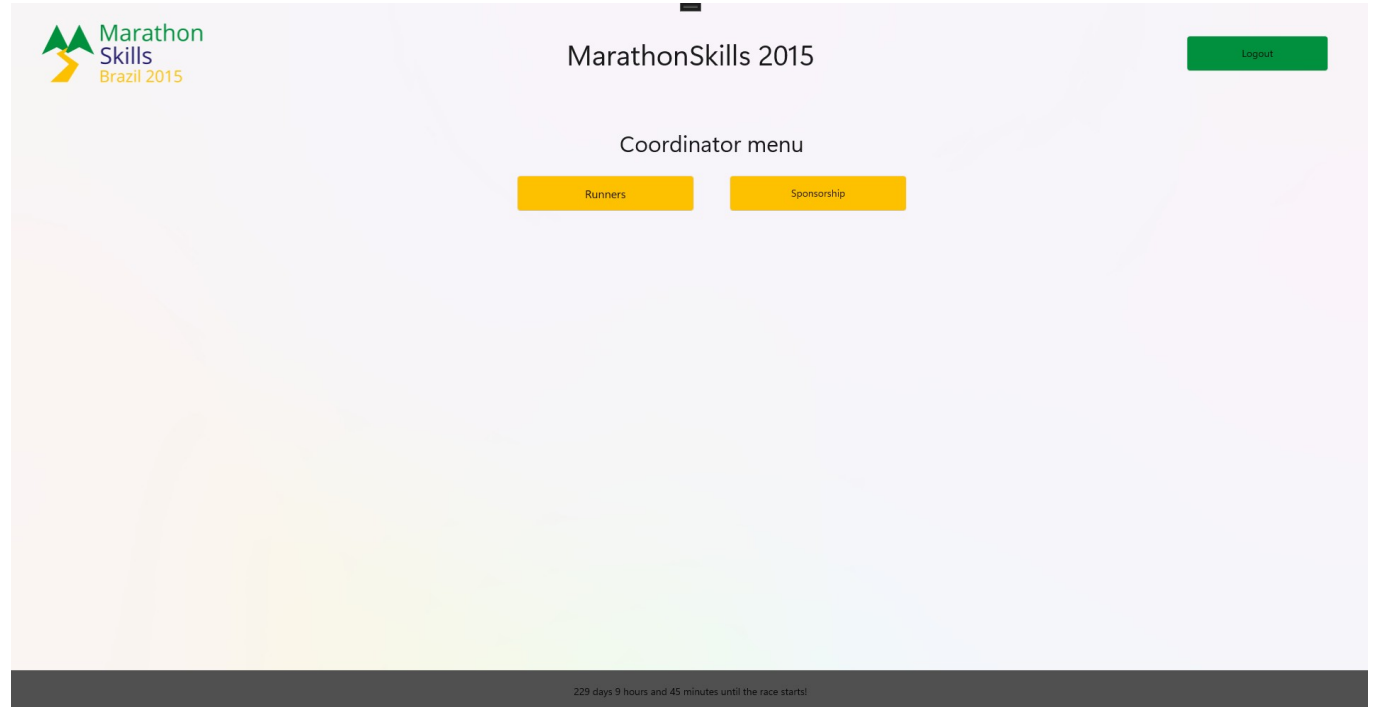 Marathon
Skills
Brazil 2015
MarathonSkills 2015
Logout
Coordinator menu
Runners
Sponsorship
229 days 9 hours and 45 minutes until the race starts!